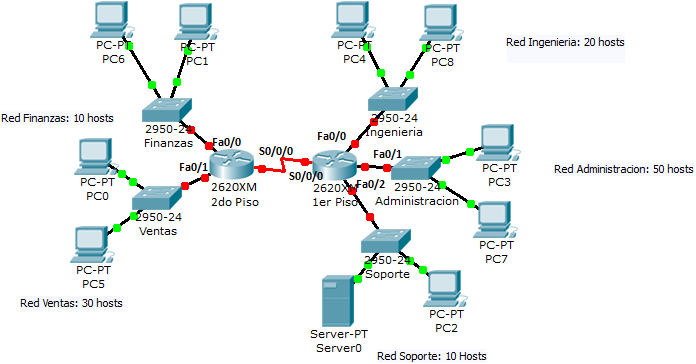 PC-PT
PC6
PC-PT
PC1
PC-PT
PC4
PC-PT
PC8
Red Ingenieria: 20 hosts
Red Finanzas: 10 hosts
2950-24
Finanzas
2950-24
Ingenieria
Fa0/0
Fa0/0
S0/0/0
Fa0/1
Fa0/1
S0/0/0
Fa0/2
PC-PT
PC0
2620XM
2do Piso
2620XM
1er Piso
2950-24
Administracion
PC-PT
PC3
Red Administracion: 50 hosts
2950-24
Ventas
PC-PT
PC5
PC-PT
PC7
2950-24
Soporte
Red Ventas: 30 hosts
Server-PT
Server0
PC-PT
PC2
Red Soporte: 10 Hosts